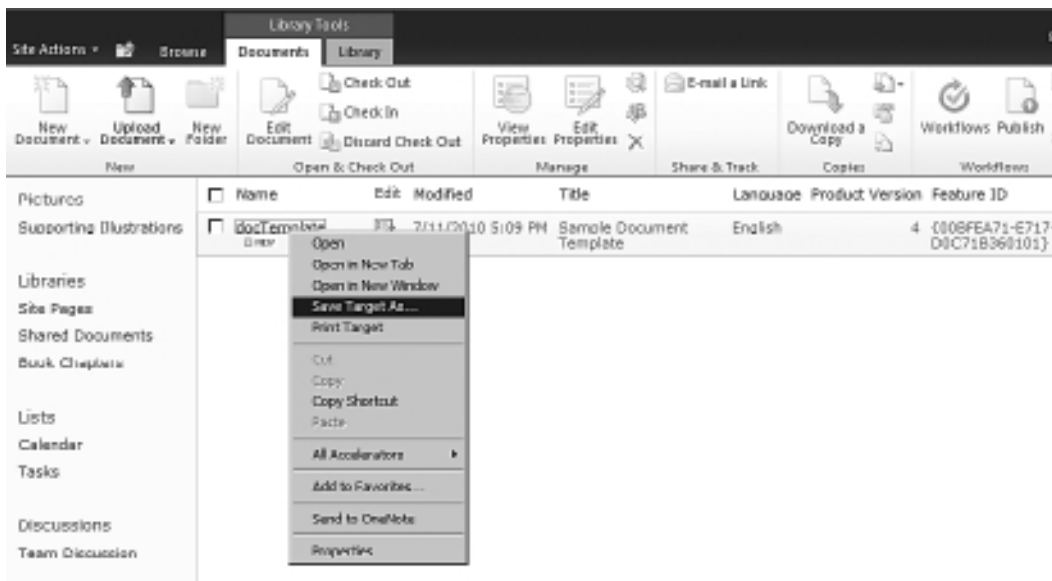 Library Tools
Site Actions Browse Documents Library
New Document Upload Document New Folder
Edit Document Check Out Check In Discard Check Out
View Properties Edit Properties
E-mail a Link
Download a Copy
Workflows Publish
New Open & Check Out Manage Share & Track Copies Workflows
Pictures
Supporting Illustrations
Libraries
Site Pages
Shared Documents
Book Chapters
Lists
Calendar
Tasks
Discussions
Team Discussion
Name Edit Modified Title Language Product Version Feature ID
docTemplate 7/11/2010 5:09 PM Sample Document English 4 {000BFEA71-E717-
NEW Template D0C71B360101}
Open
Open in New Tab
Open in New Window
Save Target As...
Print Target
Cut
Copy
Copy Shortcut
Paste
All Accelerators
Add to Favorites...
Send to OneNote
Properties